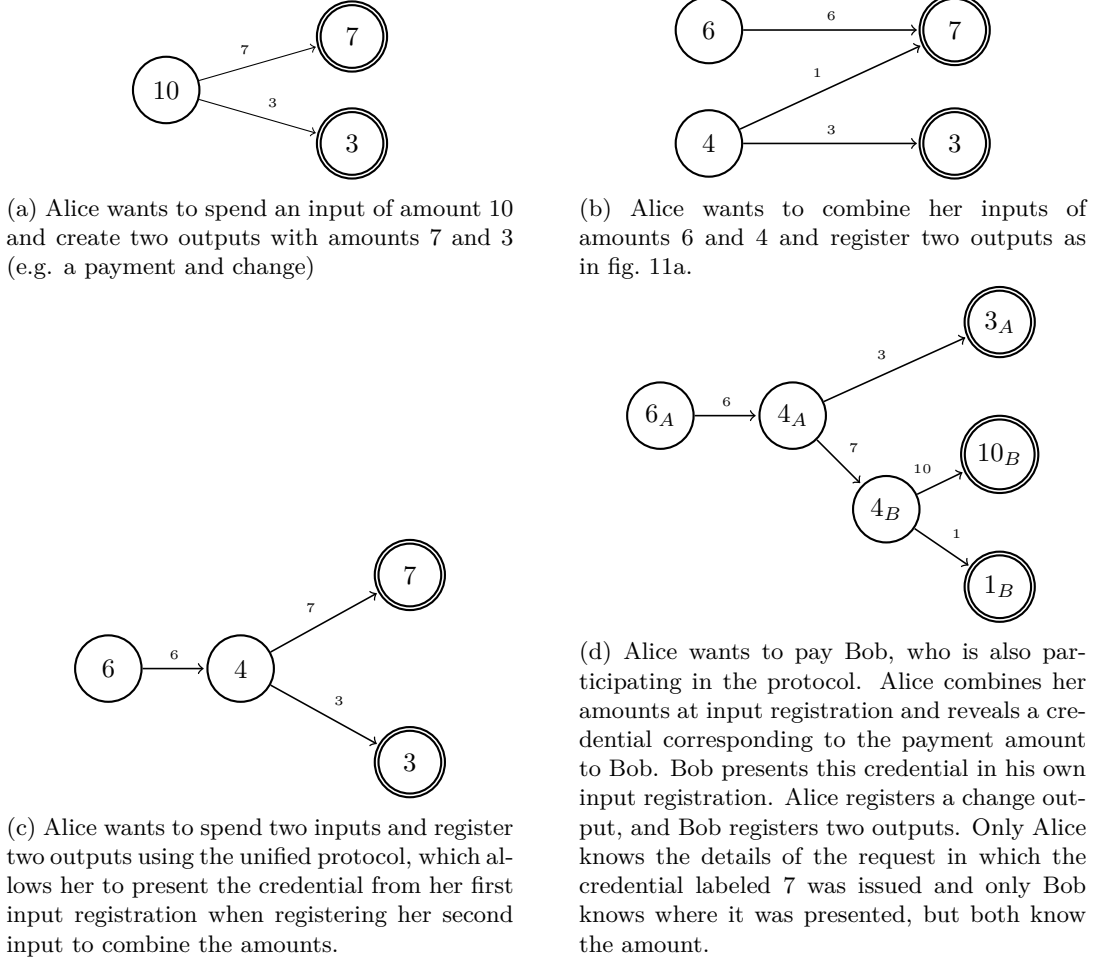 10
7
3
7
3
(a) Alice wants to spend an input of amount 10
and create two outputs with amounts 7 and 3
(e.g. a payment and change)
6
4
6
1
3
7
3
(b) Alice wants to combine her inputs of
amounts 6 and 4 and register two outputs as
in fig. 11a.
6
6
4
7
3
7
3
(c) Alice wants to spend two inputs and register
two outputs using the unified protocol, which al-
lows her to present the credential from her first
input registration when registering her second
input to combine the amounts.
6A
6
4A
3
3A
7
4B
10
10B
1
1B
(d) Alice wants to pay Bob, who is also par-
ticipating in the protocol. Alice combines her
amounts at input registration and reveals a cre-
dential corresponding to the payment amount
to Bob. Bob presents this credential in his own
input registration. Alice registers a change out-
put, and Bob registers two outputs. Only Alice
knows the details of the request in which the
credential labeled 7 was issued and only Bob
knows where it was presented, but both know
the amount.